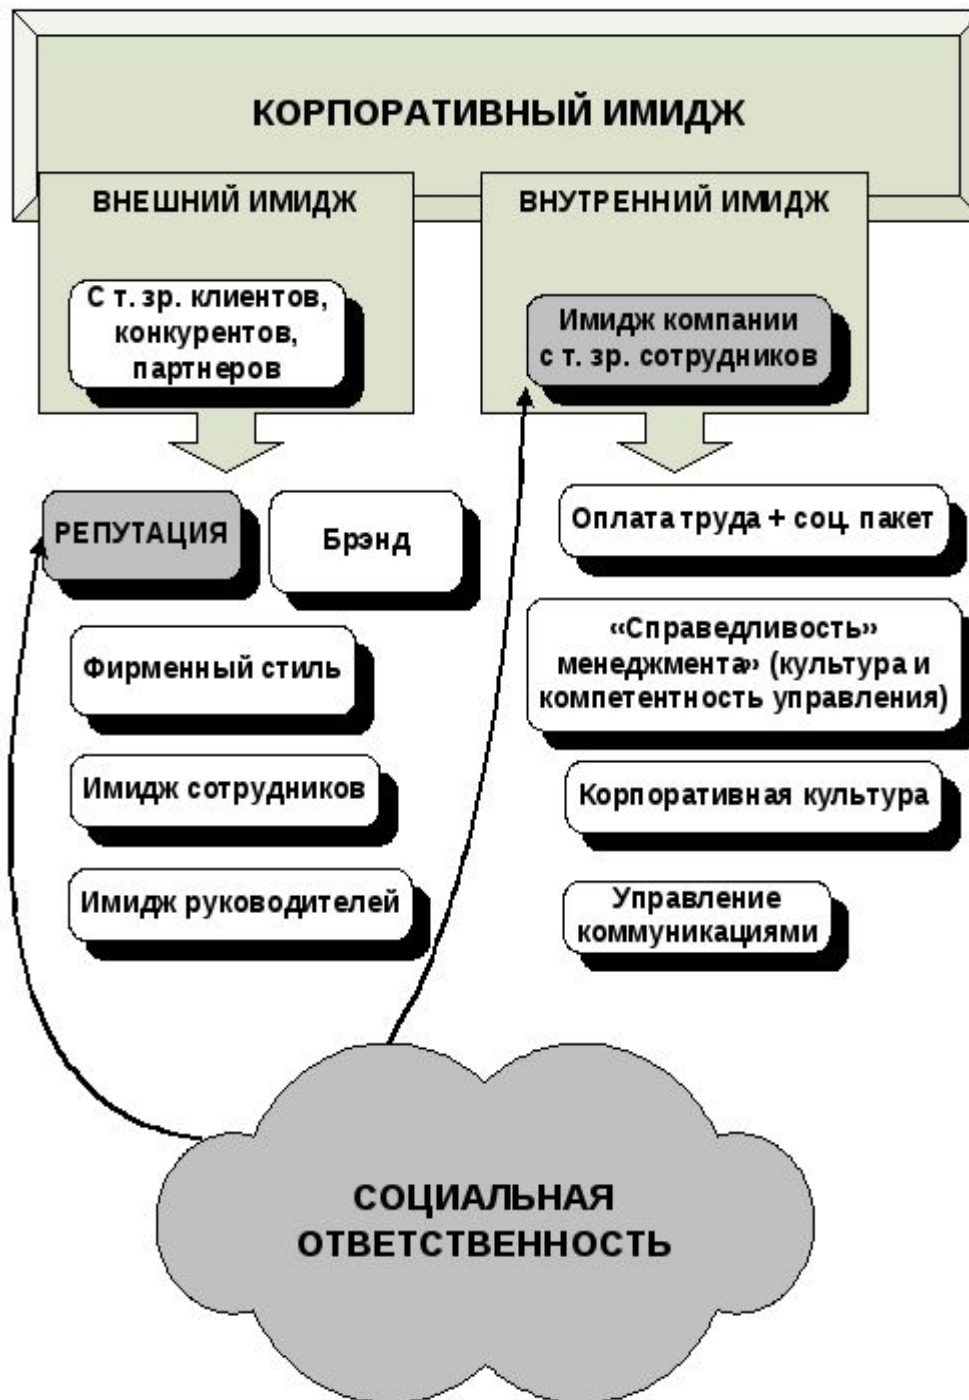 КОРПОРАТИВНЫЙ ИМИДЖ
ВНЕШНИЙ ИМИДЖ
С т. зр. клиентов,
конкурентов,
партнеров
ВНУТРЕННИЙ ИМИДЖ
Имидж компании
с т. зр. сотрудников
РЕПУТАЦИЯ
Брэнд
Фирменный стиль
Имидж сотрудников
Имидж руководителей
Оплата труда + соц. пакет
«Справедливость»
менеджмента» (культура и
компетентность управления)
Корпоративная культура
Управление
коммуникациями
СОЦИАЛЬНАЯ
ОТВЕТСТВЕННОСТЬ